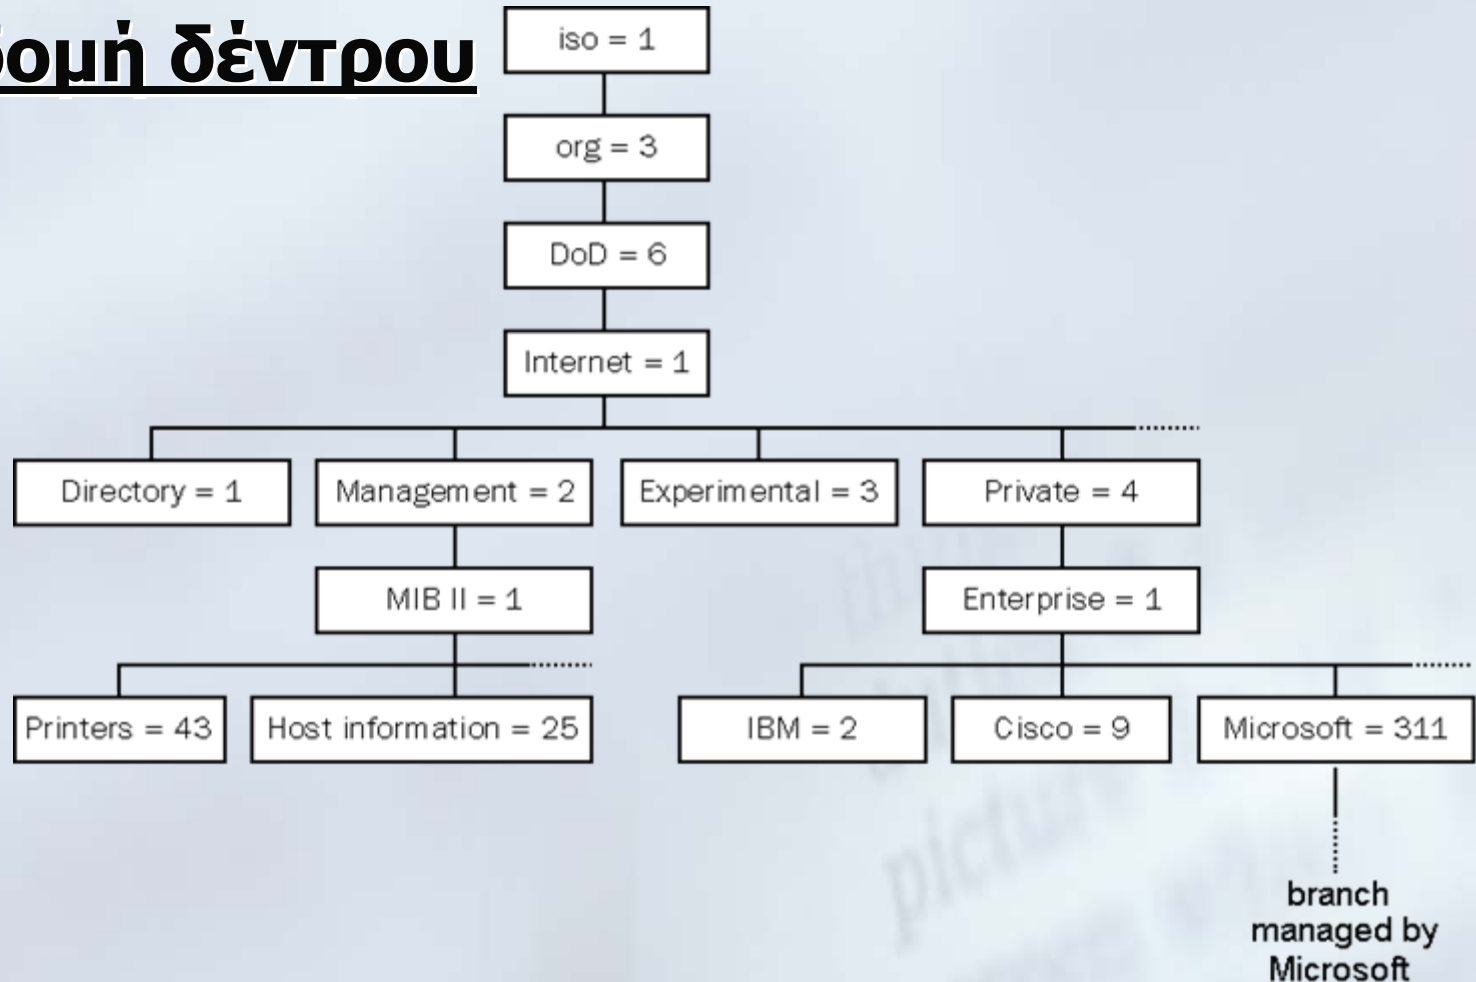 δομή δέντρου
iso = 1
org = 3
DoD = 6
Internet = 1
Directory = 1
Management = 2
Experimental = 3
Private = 4
MIB II = 1
Enterprise = 1
Printers = 43
Host information = 25
IBM = 2
Cisco = 9
Microsoft = 311
branch
managed by
Microsoft
picture